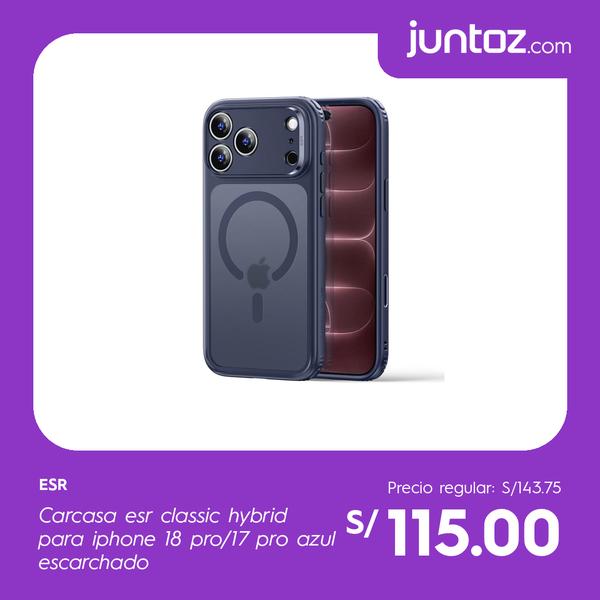 juntoz.com
ESR
Carcasa esr classic hybrid
para iphone 18 pro/17 pro azul
escarchado
Precio regular: S/143.75
S/ 115.00